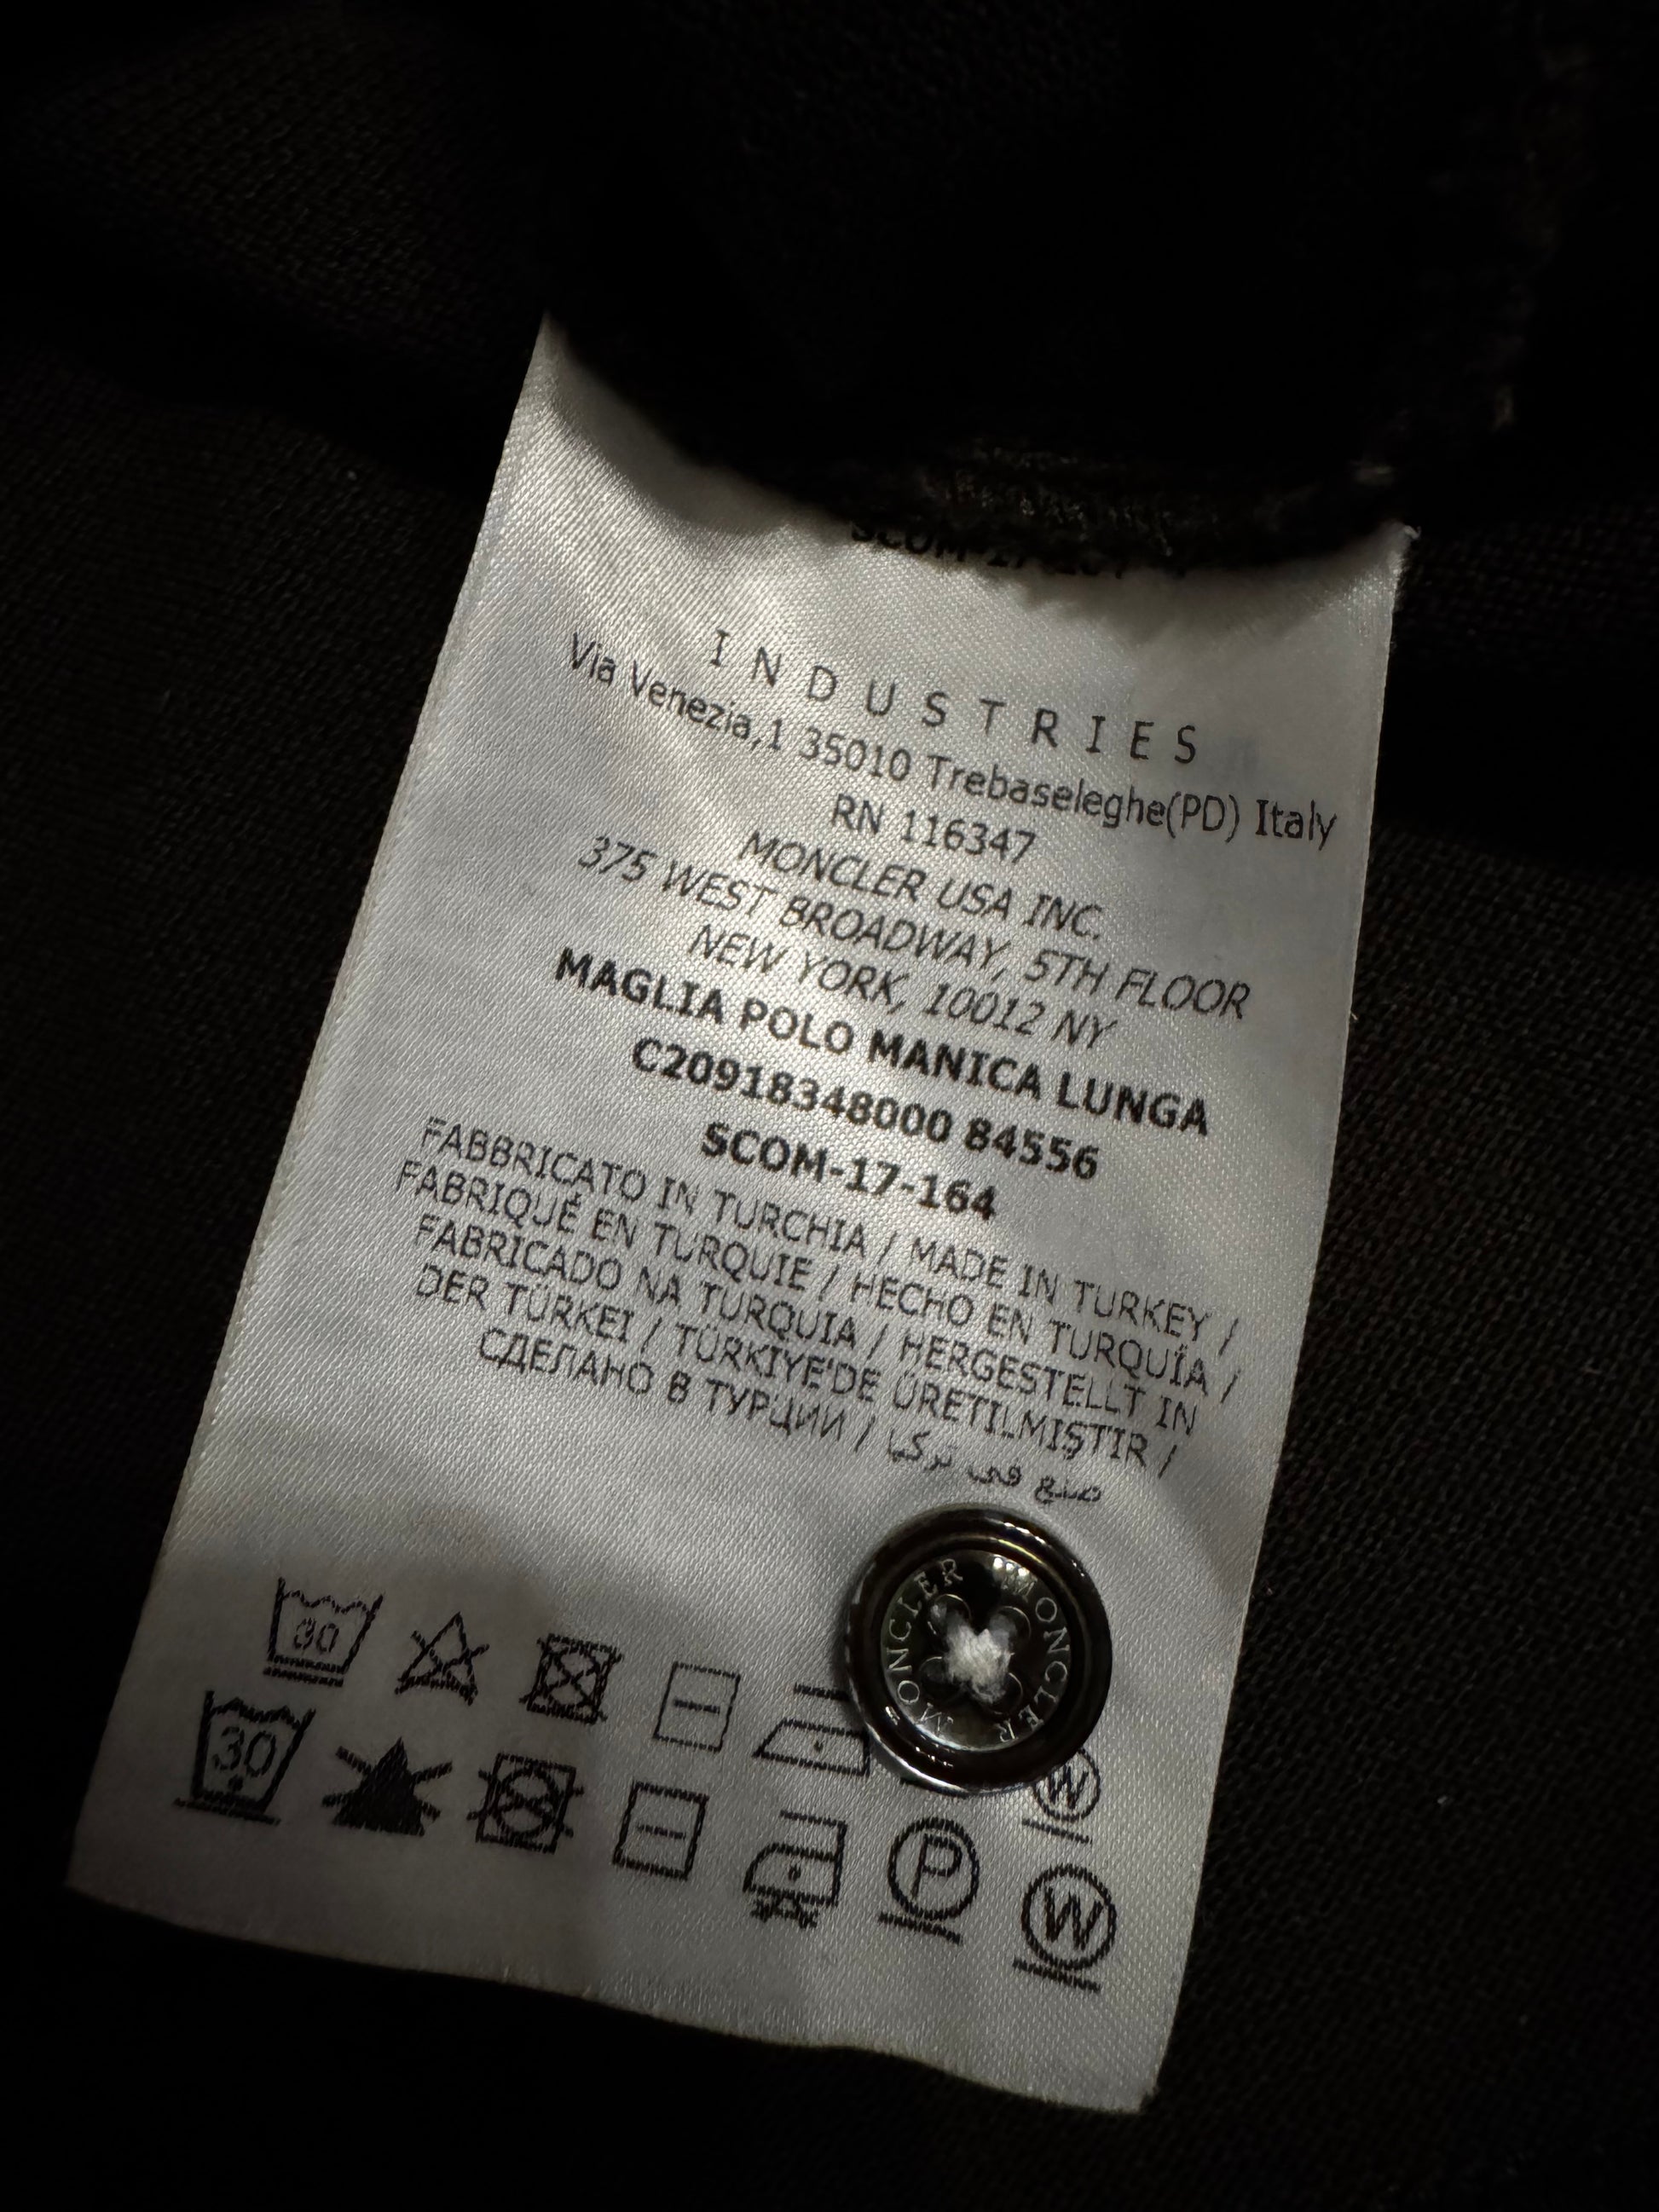 INDUSTRIES
Via Venezia,1 35010 Trebaseleghe(PD) Italy
RN 116347
MONCLER USA INC.
375 WEST BROADWAY, 5TH FLOOR
NEW YORK, 10012 NY
MAGLIA POLO MANICA LUNGA
C20918348000 84556
SCOM-17-164
FABBRICATO IN TURCHIA / MADE IN TURKEY /
FABRIQUÉ EN TURQUIE / HECHO EN TURQUÍA /
FABRICADO NA TURQUIA / HERGESTELLT IN
DER TÜRKEI / TÜRKIYE'DE ÜRETILMIŞTIR /
СДЕЛАНО В ТУРЦИИ / صنع في تركيا
MONCLER MONCLER
30
W
30
P
W